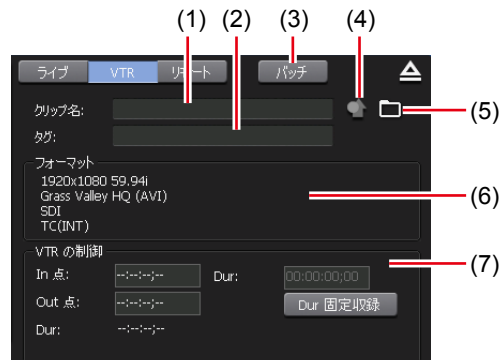 (1) (2) (3) (4)
ライブ VTR リモート バッチ
クリップ名: (5)
タグ:
フォーマット
1920x1080 59.94i
Grass Valley HQ (AVI) (6)
SDI
TC(INT)
VTR の制御 (7)
In 点: --:--:--;-- Dur: 00:00:00;00
Out 点: --:--:--;-- Dur 固定収録
Dur: --:--:--;--